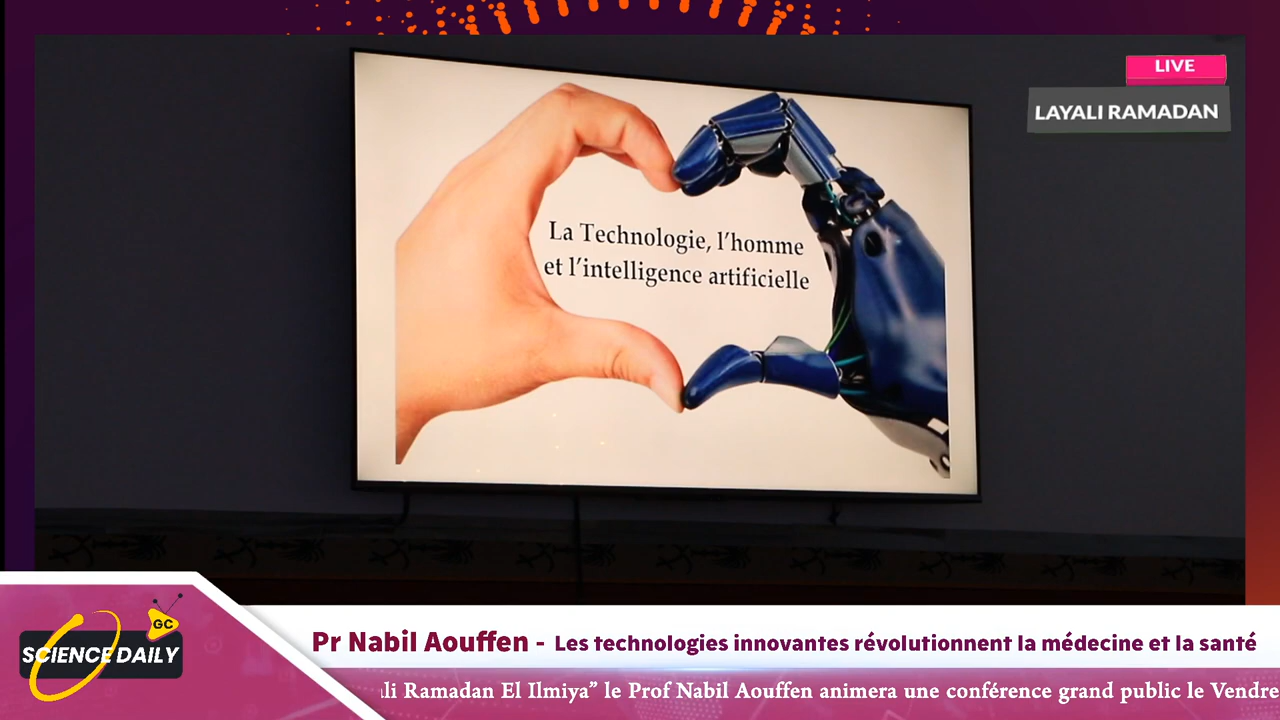 LIVE
LAYALI RAMADAN
La Technologie, l'homme
et l'intelligence artificielle
GC
SCIENCE DAILY
Pr Nabil Aouffen - Les technologies innovantes révolutionnent la médecine et la santé
Ramadan El Ilmiya” le Prof Nabil Aouffen animera une conférence grand public le